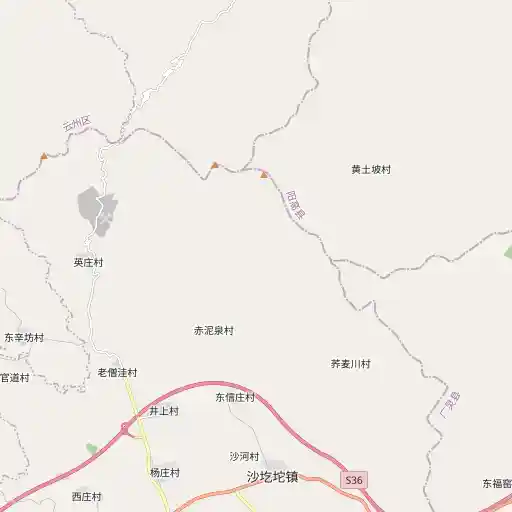 云州区
黄土坡村
阳高县
英庄村
赤泥泉村
东辛坊村
荞麦川村
老僧洼村
官道村
东信庄村
广灵县
井上村
沙河村
杨庄村
沙圪坨镇
S36
东福窑
西庄村